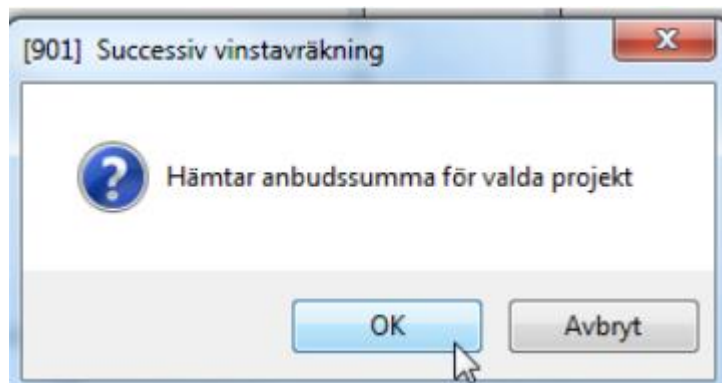 [901] Successiv vinstavräkning
Hämtar anbudssumma för valda projekt
OK
Avbryt